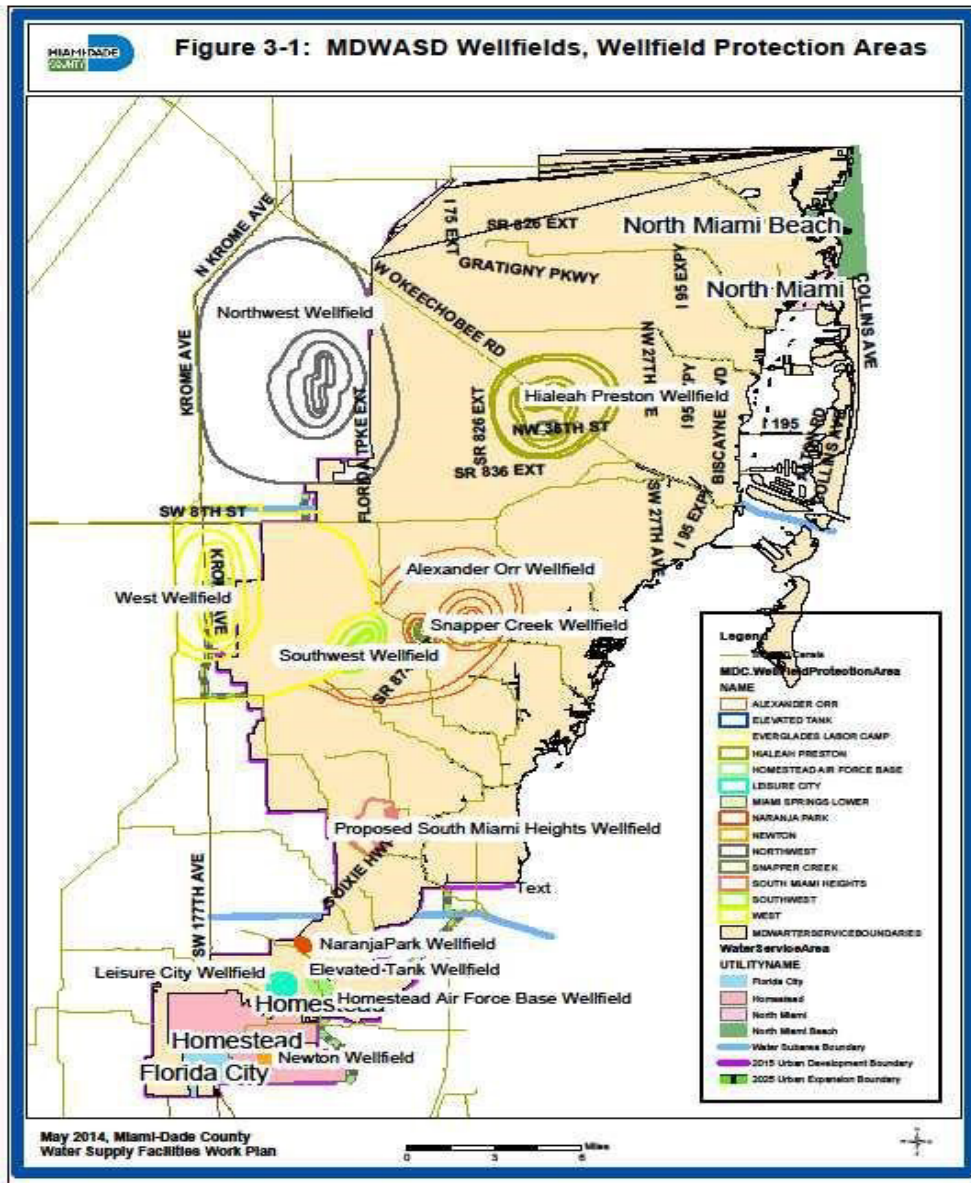 MIAMI-DADE
COUNTY
Figure 3-1: MDWASD Wellfields, Wellfield Protection Areas
N KROME AVE
I 75 EXT
SR 826 EXT
North Miami Beach
GRATIGNY PKWY
W OKEECHOBEE RD
I 95 EXPY
North Miami
COLLINS AVE
Northwest Wellfield
KROME AVE
NW 27TH
Hialeah Preston Wellfield
FLORIDA TPKE EXT
SR 826 EXT
NW 36TH ST
BISCAYNE
I 195
COLLINS AVE
SR 836 EXT
SW 8TH ST
SW 27TH AVE
I 95 EXPY
Alexander Orr Wellfield
West Wellfield
Snapper Creek Wellfield
Southwest Wellfield
SR 874
Proposed South Miami Heights Wellfield
S DIXIE HWY
SW 177TH AVE
Text
NaranjaPark Wellfield
Leisure City Wellfield
Elevated-Tank Wellfield
Homestead
Homestead Air Force Base Wellfield
Homestead
Newton Wellfield
Florida City
Legend
Canals
MDC.WellFieldProtectionArea
NAME
ALEXANDER ORR
ELEVATED TANK
EVERGLADES LABOR CAMP
HIALEAH PRESTON
HOMESTEAD AIR FORCE BASE
LEISURE CITY
MIAMI SPRINGS LOWER
NARANJA PARK
NEWTON
NORTHWEST
SNAPPER CREEK
SOUTH MIAMI HEIGHTS
SOUTHWEST
WEST
MDWARTERSERVICEBOUNDARIES
WaterServiceArea
UTILITYNAME
Florida City
Homestead
North Miami
North Miami Beach
Water Subarea Boundary
2015 Urban Development Boundary
2025 Urban Expansion Boundary
May 2014, Miami-Dade County
Water Supply Facilities Work Plan
Miles
0 3 6